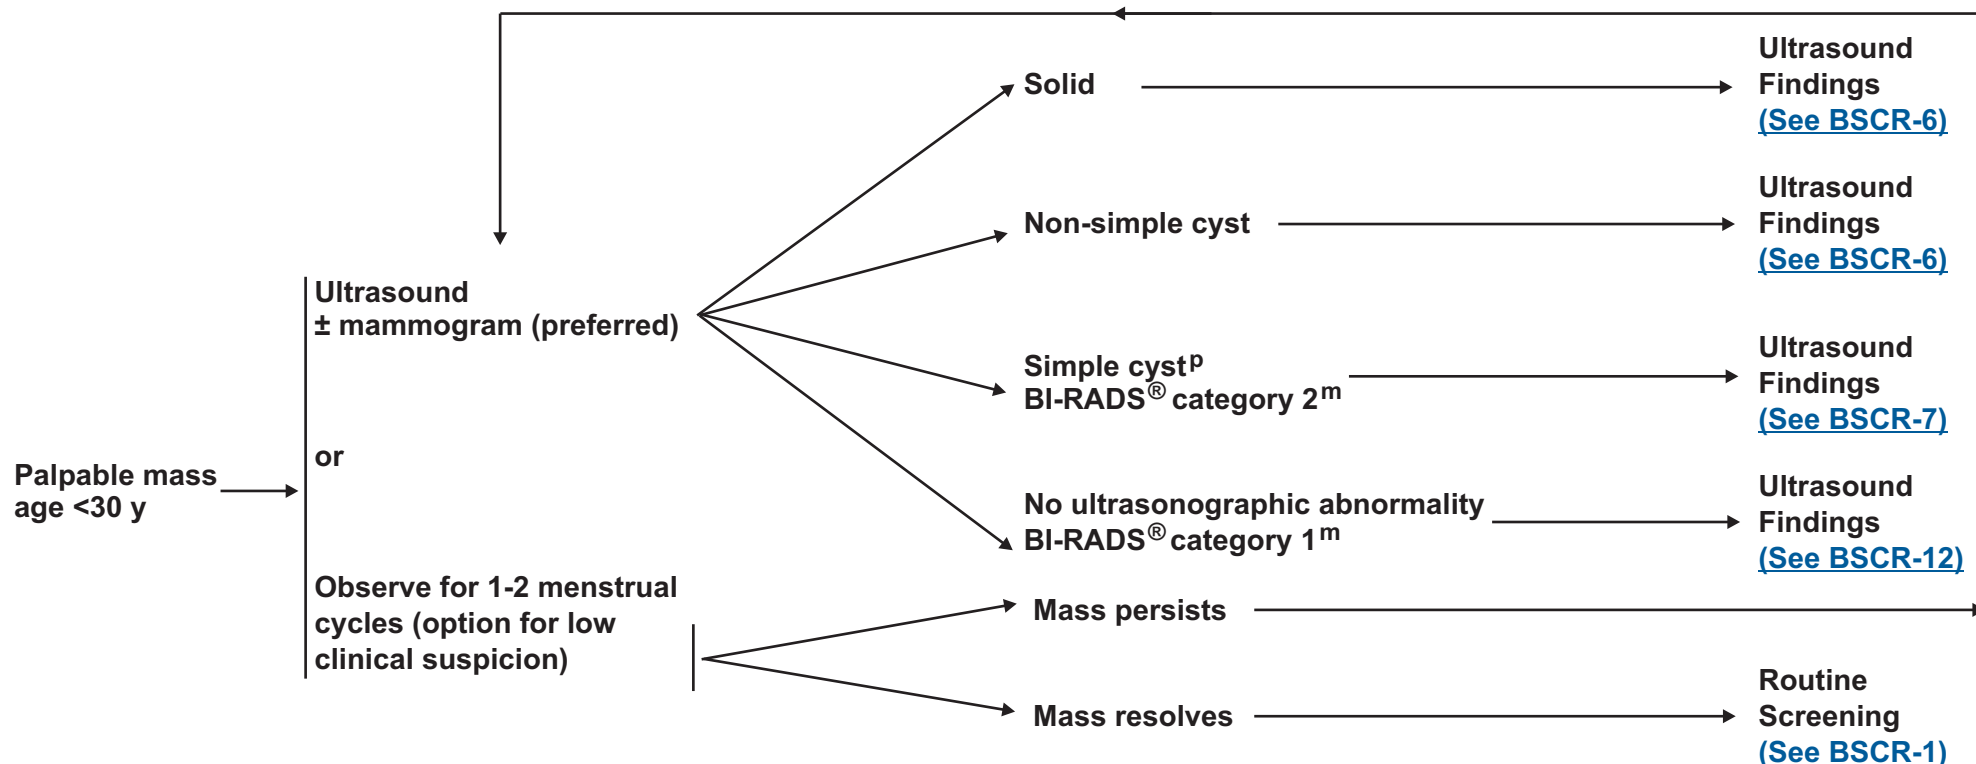 Palpable mass
age <30 y
Ultrasound
± mammogram (preferred)
or
Observe for 1-2 menstrual
cycles (option for low
clinical suspicion)
Solid
Ultrasound
Findings
(See BSCR-6)
Non-simple cyst
Ultrasound
Findings
(See BSCR-6)
Simple cystᵖ
BI-RADS® category 2ᵐ
Ultrasound
Findings
(See BSCR-7)
No ultrasonographic abnormality
BI-RADS® category 1ᵐ
Ultrasound
Findings
(See BSCR-12)
Mass persists
Mass resolves
Routine
Screening
(See BSCR-1)